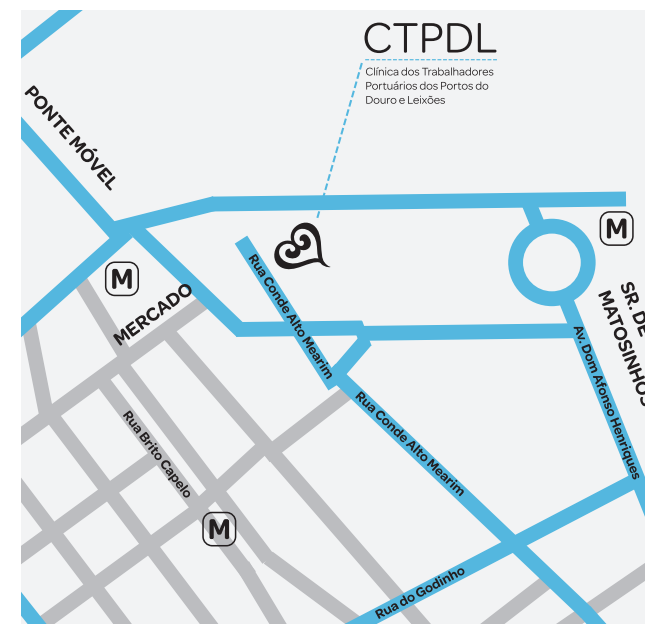 CTPDL
Clínica dos Trabalhadores
Portuários dos Portos do
Douro e Leixões
PONTE MÓVEL
M
M
MERCADO
Rua Conde Alto Mearim
SR. DE
MATOSINHOS
Av. Dom Afonso Henriques
Rua Brito Capelo
Rua Conde Alto Mearim
M
Rua do Godinho